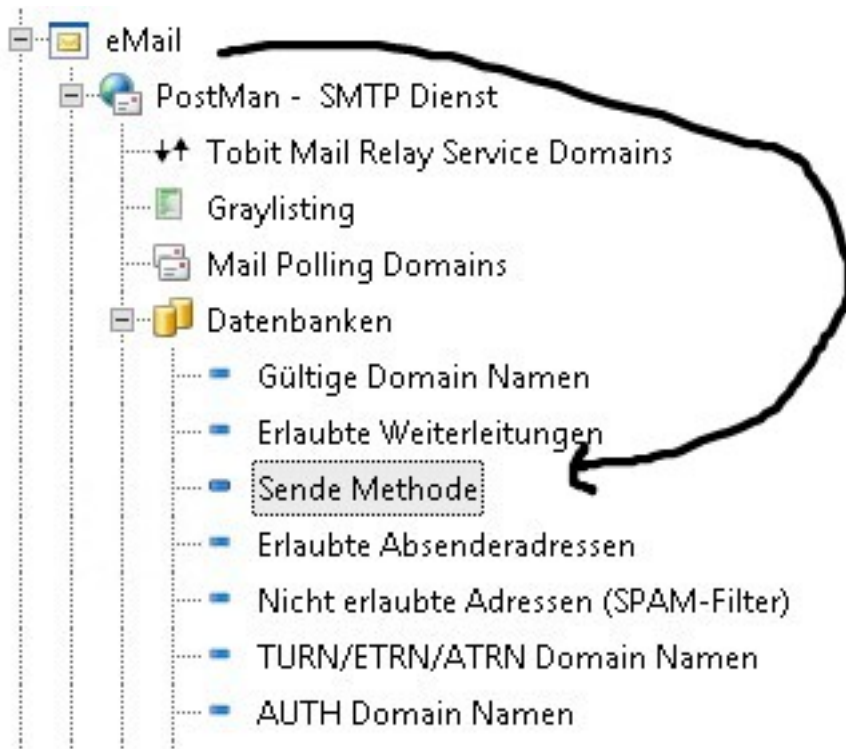 eMail
PostMan - SMTP Dienst
Tobit Mail Relay Service Domains
Graylisting
Mail Polling Domains
Datenbanken
Gültige Domain Namen
Erlaubte Weiterleitungen
Sende Methode
Erlaubte Absenderadressen
Nicht erlaubte Adressen (SPAM-Filter)
TURN/ETRN/ATRN Domain Namen
AUTH Domain Namen